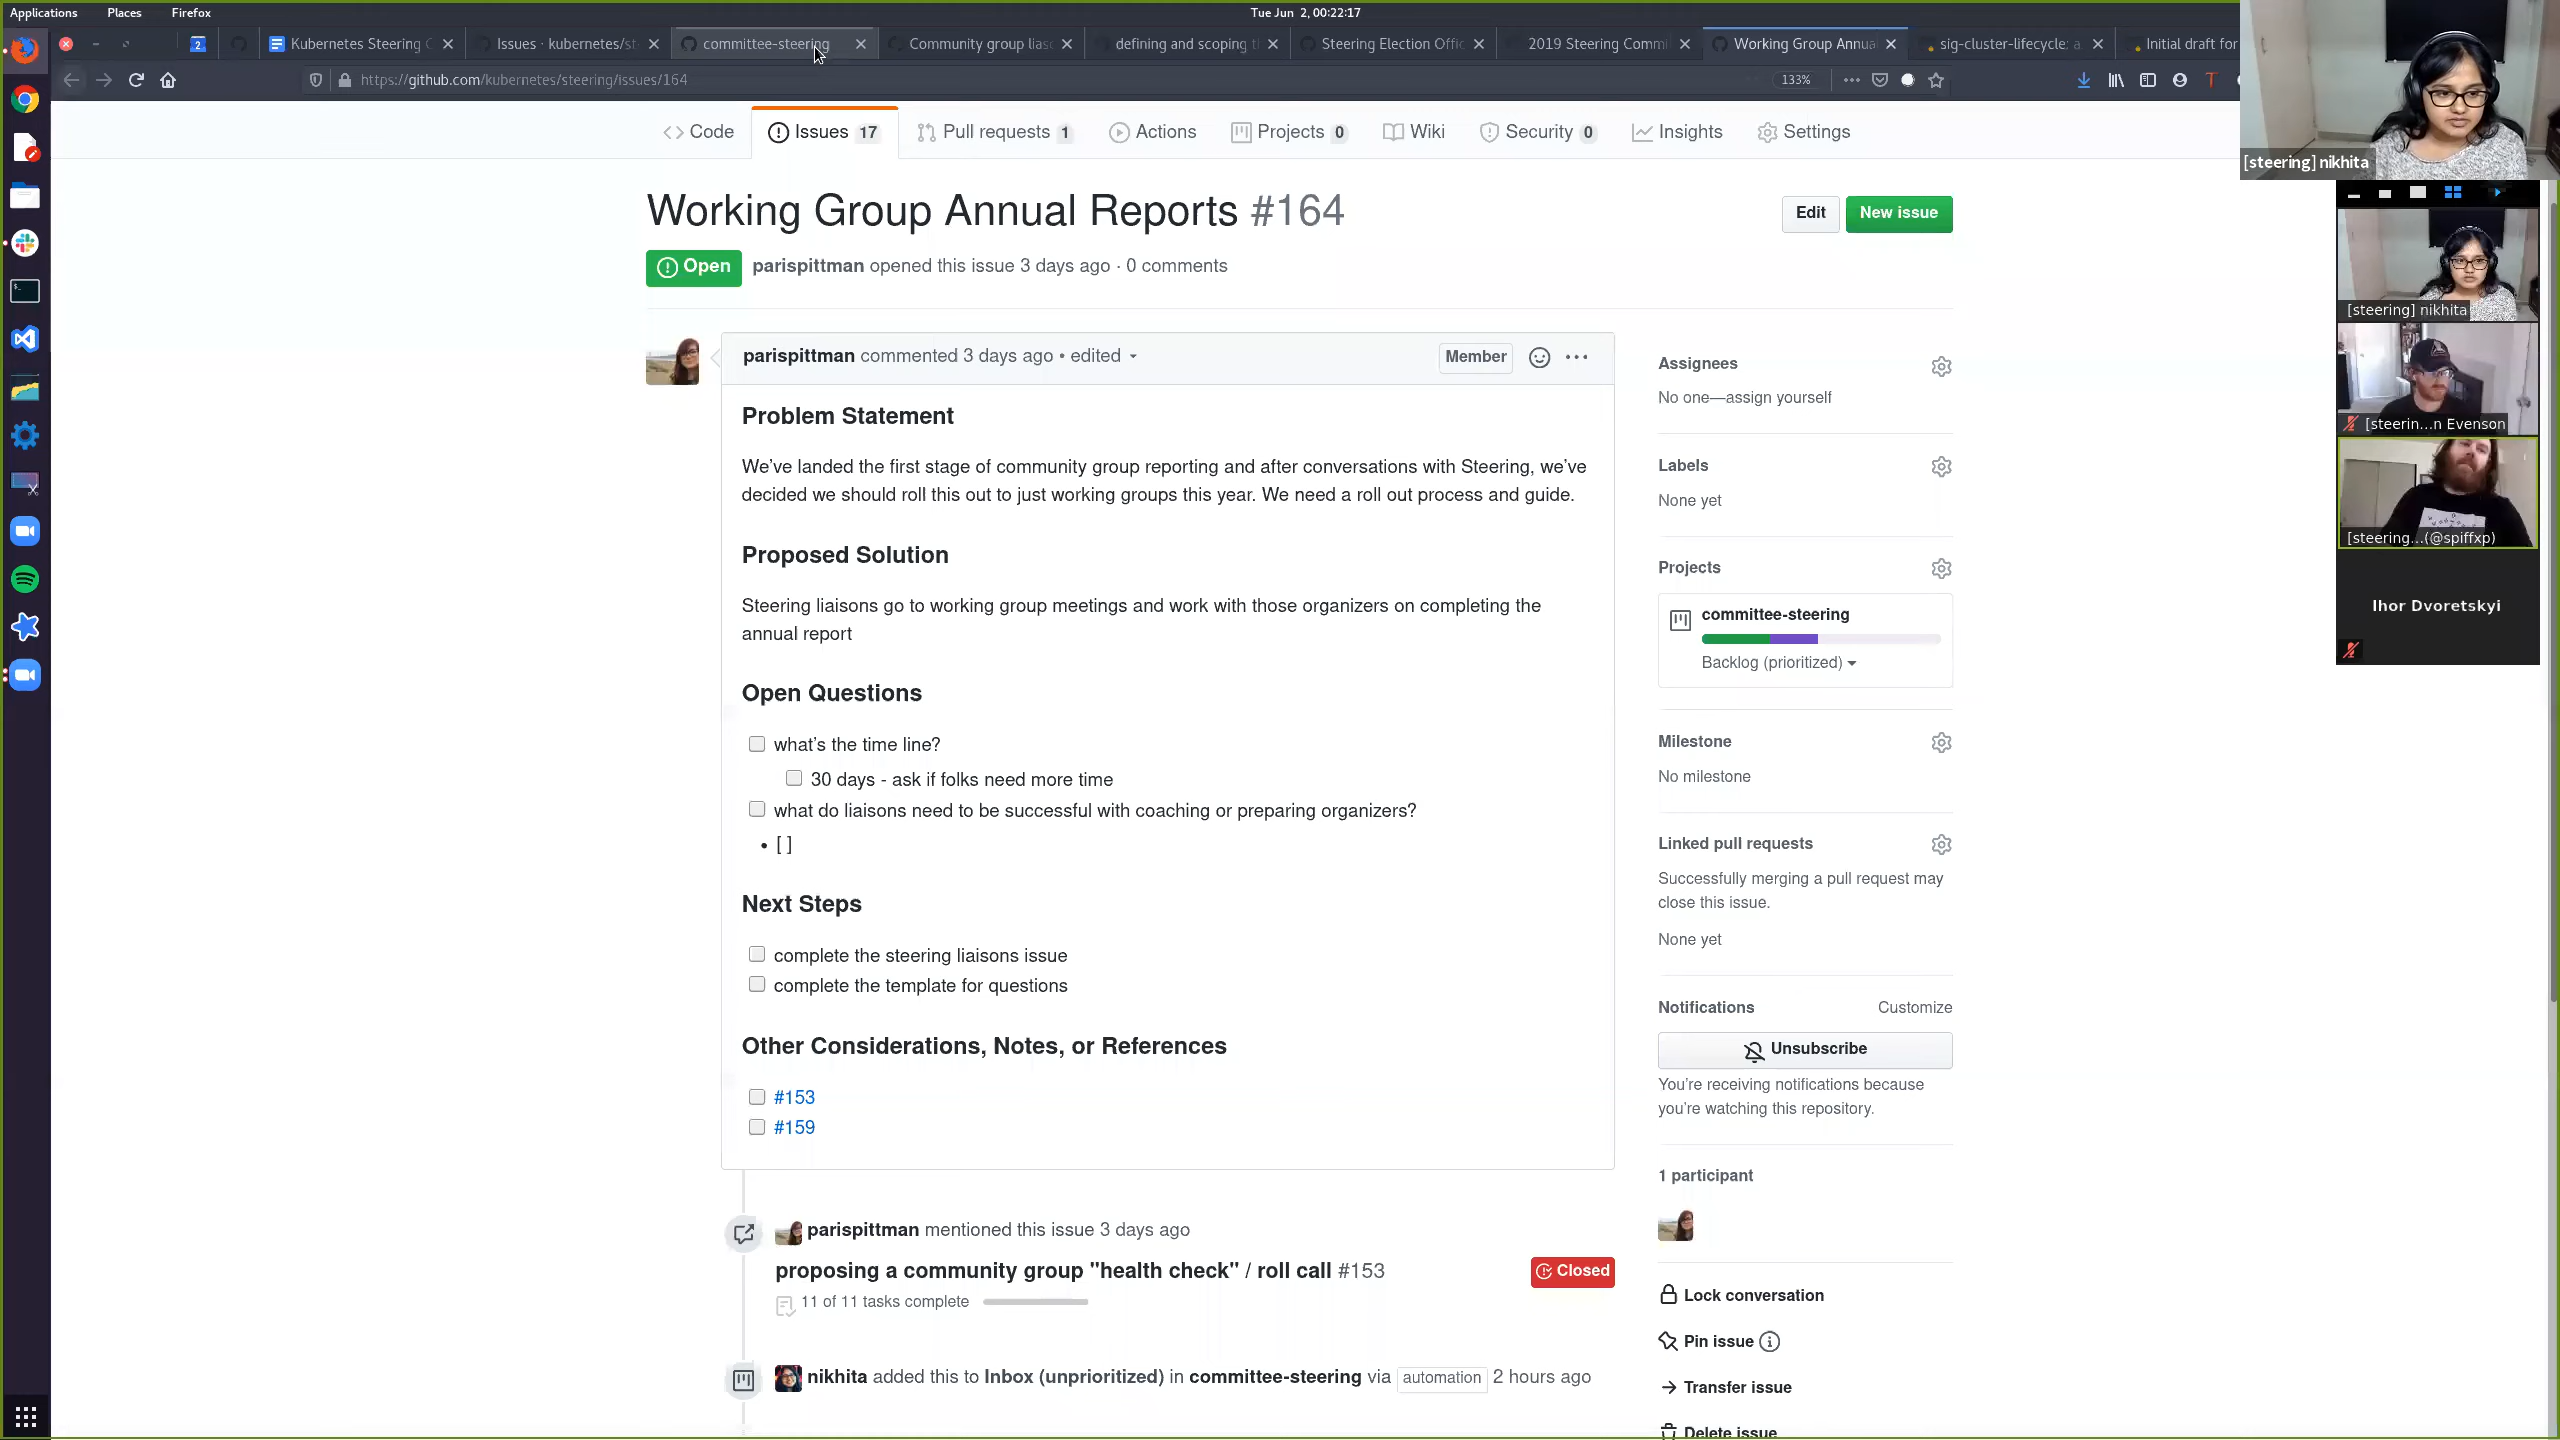 Applications Places Firefox Tue Jun 2, 00:22:17
2 Kubernetes Steering C Issues · kubernetes/st committee-steering Community group liaso defining and scoping t Steering Election Offic 2019 Steering Commi Working Group Annua sig-cluster-lifecycle: a Initial draft for
https://github.com/kubernetes/steering/issues/164 133%
Code Issues 17 Pull requests 1 Actions Projects 0 Wiki Security 0 Insights Settings
[steering] nikhita
Working Group Annual Reports #164
Edit New issue
Open parispittman opened this issue 3 days ago · 0 comments
[steering] nikhita
parispittman commented 3 days ago • edited Member
Problem Statement
We've landed the first stage of community group reporting and after conversations with Steering, we've
decided we should roll this out to just working groups this year. We need a roll out process and guide.
Proposed Solution
Steering liaisons go to working group meetings and work with those organizers on completing the
annual report
Open Questions
what's the time line?
30 days - ask if folks need more time
what do liaisons need to be successful with coaching or preparing organizers?
• [ ]
Next Steps
complete the steering liaisons issue
complete the template for questions
Other Considerations, Notes, or References
#153
#159
parispittman mentioned this issue 3 days ago
proposing a community group "health check" / roll call #153
Closed
11 of 11 tasks complete
nikhita added this to Inbox (unprioritized) in committee-steering via automation 2 hours ago
Assignees
No one—assign yourself
Labels
None yet
Projects
committee-steering
Backlog (prioritized)
Milestone
No milestone
Linked pull requests
Successfully merging a pull request may
close this issue.
None yet
Notifications Customize
Unsubscribe
You're receiving notifications because
you're watching this repository.
1 participant
Lock conversation
Pin issue
Transfer issue
Delete issue
[steerin...n Evenson
[steering...(@spiffxp)
Ihor Dvoretskyi